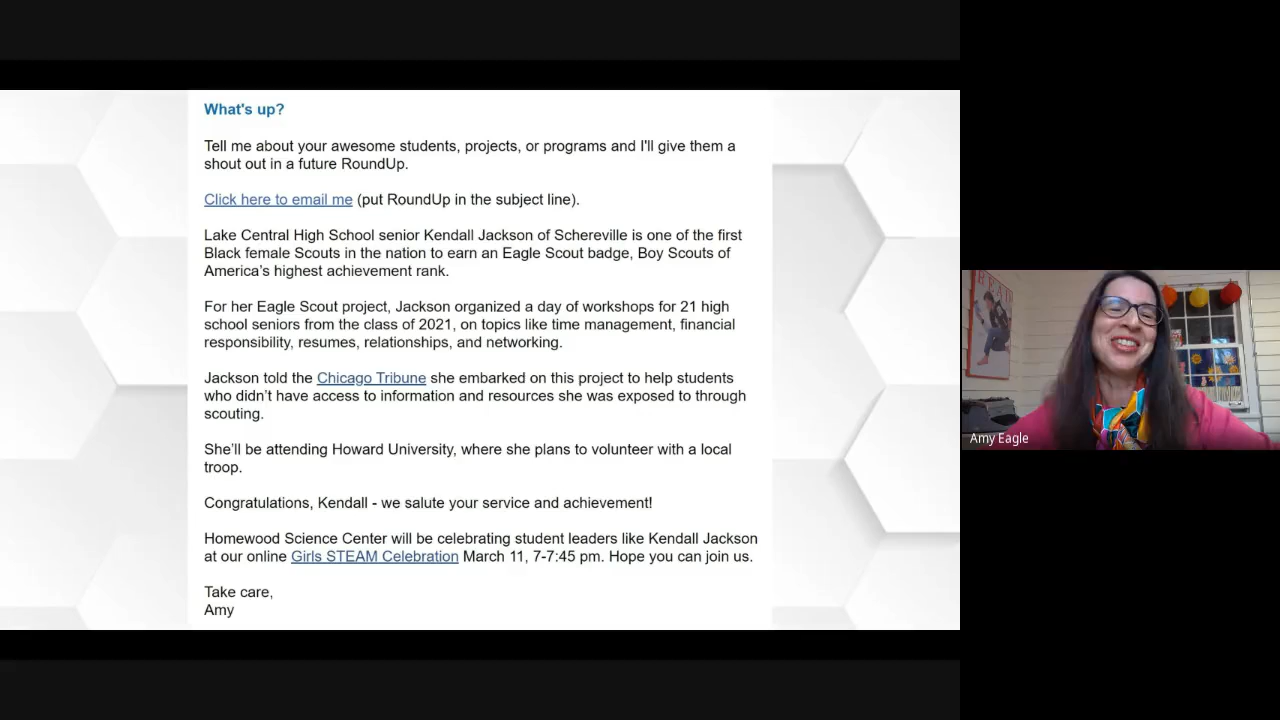 What's up?
Tell me about your awesome students, projects, or programs and I'll give them a
shout out in a future RoundUp.
Click here to email me (put RoundUp in the subject line).
Lake Central High School senior Kendall Jackson of Schereville is one of the first
Black female Scouts in the nation to earn an Eagle Scout badge, Boy Scouts of
America’s highest achievement rank.
For her Eagle Scout project, Jackson organized a day of workshops for 21 high
school seniors from the class of 2021, on topics like time management, financial
responsibility, resumes, relationships, and networking.
Jackson told the Chicago Tribune she embarked on this project to help students
who didn’t have access to information and resources she was exposed to through
scouting.
She’ll be attending Howard University, where she plans to volunteer with a local
troop.
Congratulations, Kendall - we salute your service and achievement!
Homewood Science Center will be celebrating student leaders like Kendall Jackson
at our online Girls STEAM Celebration March 11, 7-7:45 pm. Hope you can join us.
Take care,
Amy
READ
Amy Eagle